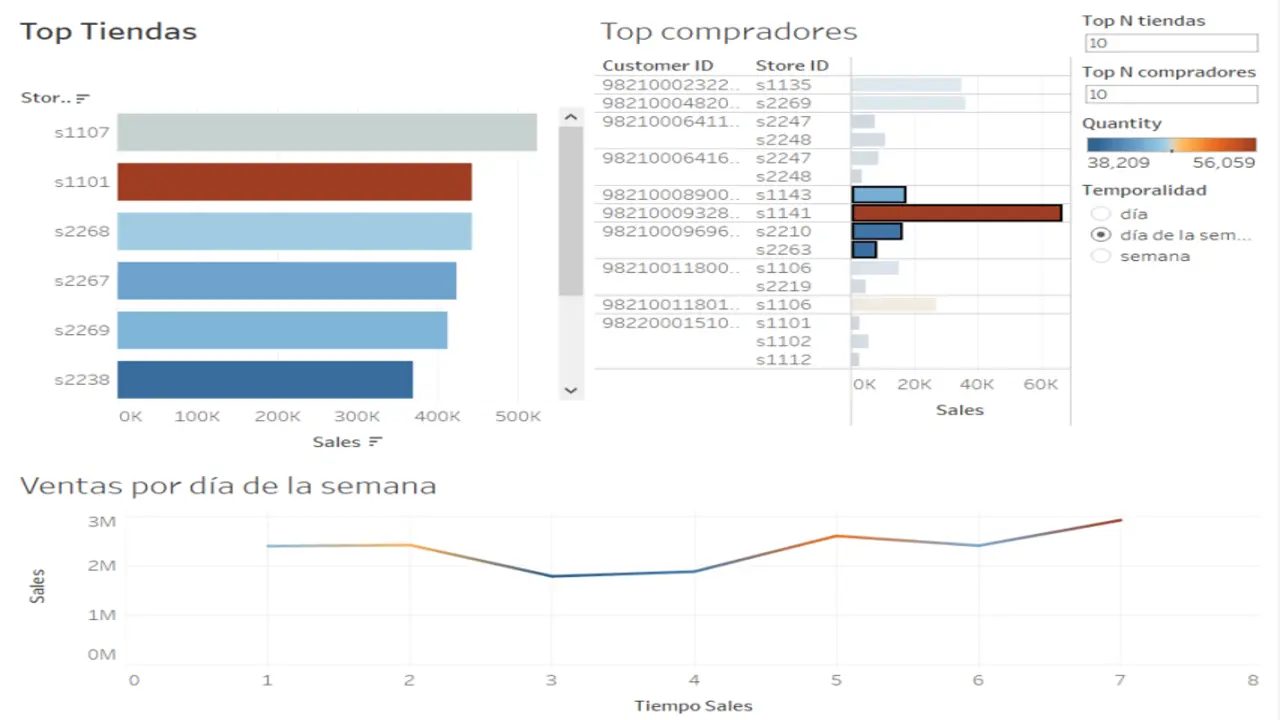 Top Tiendas
Stor..
s1107
s1101
s2268
s2267
s2269
s2238
0K 100K 200K 300K 400K 500K
Sales
Top compradores
Customer ID Store ID
98210002322.. s1135
98210004820.. s2269
98210006411.. s2247
s2248
98210006416.. s2247
s2248
98210008900.. s1143
98210009328.. s1141
98210009696.. s2210
s2263
98210011800.. s1106
s2219
98210011801.. s1106
98220001510.. s1101
s1102
s1112
0K 20K 40K 60K
Sales
Top N tiendas
10
Top N compradores
10
Quantity
38,209 56,059
Temporalidad
día
día de la sem...
semana
Ventas por día de la semana
Sales
3M
2M
1M
0M
0 1 2 3 4 5 6 7 8
Tiempo Sales